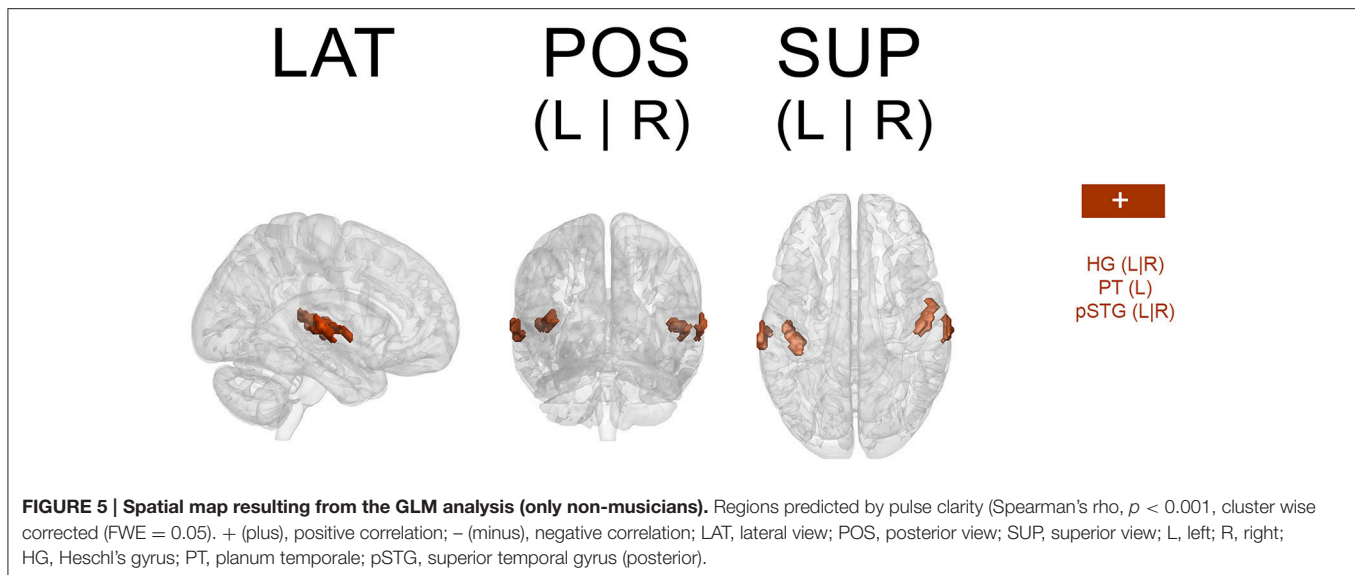 LAT
POS
(L | R)
SUP
(L | R)
+
HG (L|R)
PT (L)
pSTG (L|R)
FIGURE 5 | Spatial map resulting from the GLM analysis (only non-musicians). Regions predicted by pulse clarity (Spearman's rho, p < 0.001, cluster wise
corrected (FWE = 0.05). + (plus), positive correlation; – (minus), negative correlation; LAT, lateral view; POS, posterior view; SUP, superior view; L, left; R, right;
HG, Heschl's gyrus; PT, planum temporale; pSTG, superior temporal gyrus (posterior).